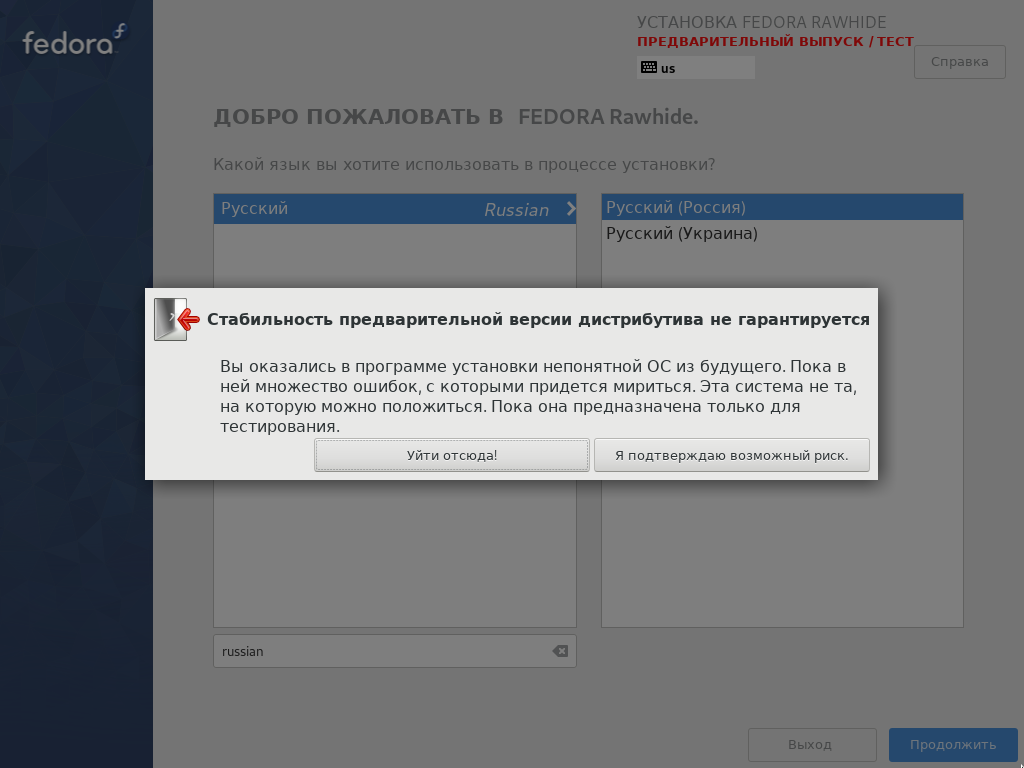 fedora
УСТАНОВКА FEDORA RAWHIDE
ПРЕДВАРИТЕЛЬНЫЙ ВЫПУСК / ТЕСТ
us
Справка
ДОБРО ПОЖАЛОВАТЬ В FEDORA Rawhide.
Какой язык вы хотите использовать в процессе установки?
Русский Russian
Русский (Россия)
Русский (Украина)
Стабильность предварительной версии дистрибутива не гарантируется
Вы оказались в программе установки непонятной ОС из будущего. Пока в
ней множество ошибок, с которыми придется мириться. Эта система не та,
на которую можно положиться. Пока она предназначена только для
тестирования.
Уйти отсюда!
Я подтверждаю возможный риск.
russian
Выход
Продолжить